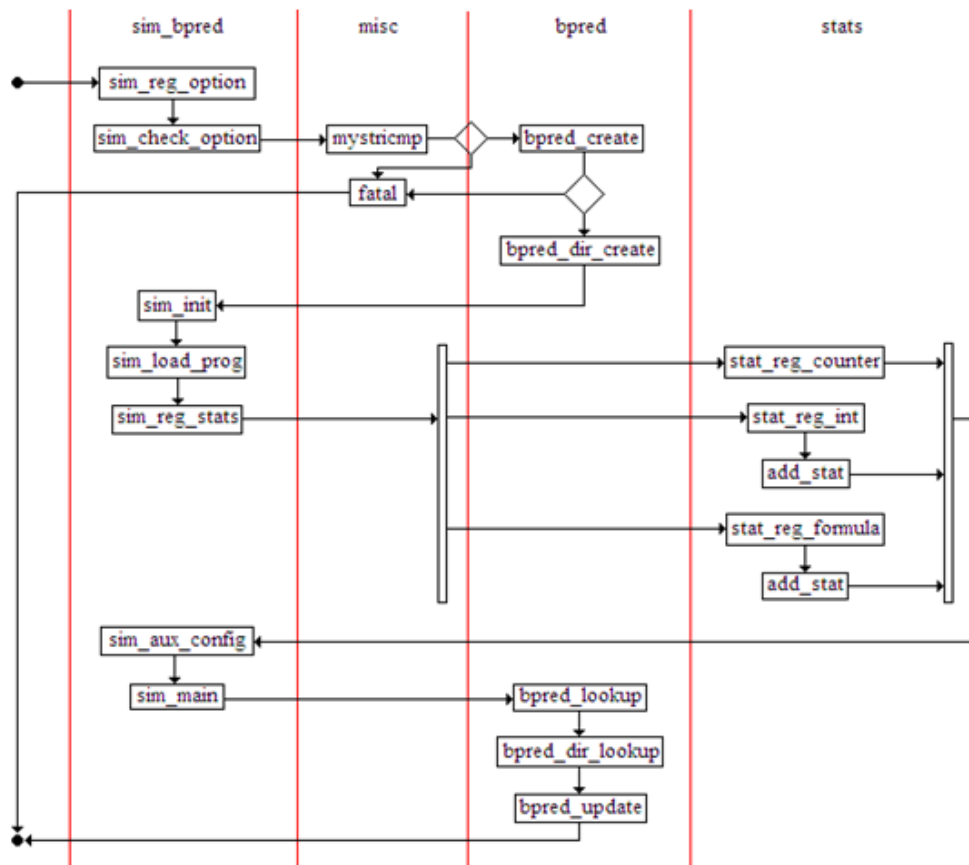 sim_bpred
misc
bpred
stats
sim_reg_option
sim_check_option
mystricmp
bpred_create
fatal
bpred_dir_create
sim_init
sim_load_prog
stat_reg_counter
sim_reg_stats
stat_reg_int
add_stat
stat_reg_formula
add_stat
sim_aux_config
sim_main
bpred_lookup
bpred_dir_lookup
bpred_update